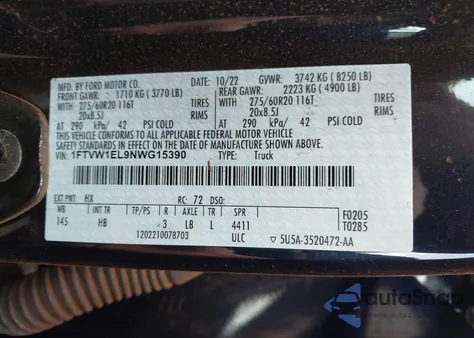 MFD. BY FORD MOTOR CO. 10/22 GVWR: 3742 KG ( 8250 LB)
FRONT GAWR: 1710 KG ( 3770 LB) REAR GAWR: 2223 KG ( 4900 LB)
WITH 275/60R20 116T WITH 275/60R20 116T
20x8.5J 20x8.5J
AT 290 kPa/ 42 PSI COLD AT 290 kPa/ 42 PSI COLD
THIS VEHICLE CONFORMS TO ALL APPLICABLE FEDERAL MOTOR VEHICLE
SAFETY STANDARDS IN EFFECT ON THE DATE OF MANUFACTURE SHOWN ABOVE.
VIN: 1FTVW1EL9NWG15390 TYPE: Truck
EXT PNT: HX RC: 72 DSO:
WB INT TR TP/PS R AXLE TR SPR F0205
145 HB 3 LB L 4411 T0285
1202210078703 ULC ▽ 5U5A-3520472-AA
autoSnap